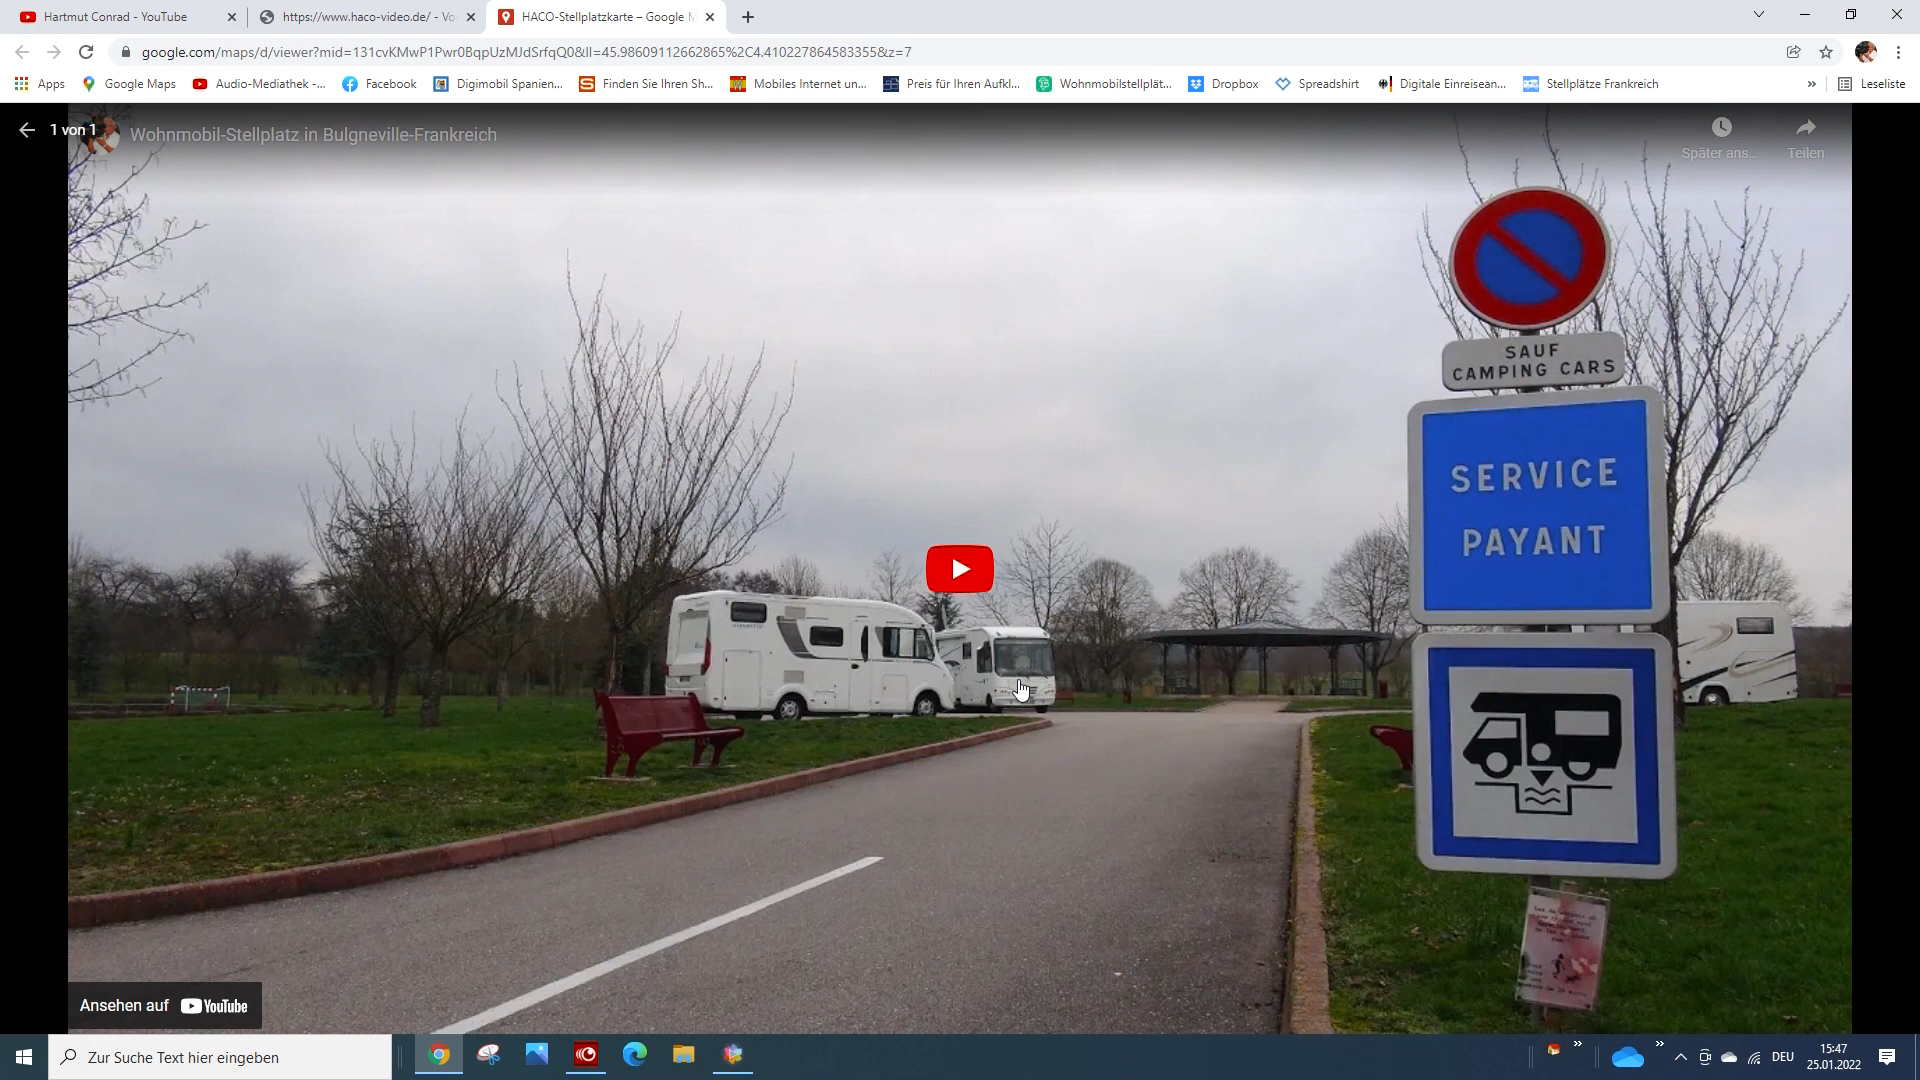 Hartmut Conrad - YouTube
https://www.haco-video.de/ - Vo
HACO-Stellplatzkarte – Google M
google.com/maps/d/viewer?mid=131cvKMwP1Pwr0BqpUzMJdSrfqQ0&ll=45.98609112662865%2C4.410227864583355&z=7
Apps
Google Maps
Audio-Mediathek -...
Facebook
Digimobil Spanien...
Finden Sie Ihren Sh...
Mobiles Internet un...
Preis für Ihren Aufkl...
Wohnmobilstellplät...
Dropbox
Spreadshirt
Digitale Einreisean...
Stellplätze Frankreich
»
Leseliste
1 von 1
Wohnmobil-Stellplatz in Bulgneville-Frankreich
Später ans...
Teilen
SAUF
CAMPING CARS
SERVICE
PAYANT
Ansehen auf YouTube
Zur Suche Text hier eingeben
DEU
15:47
25.01.2022